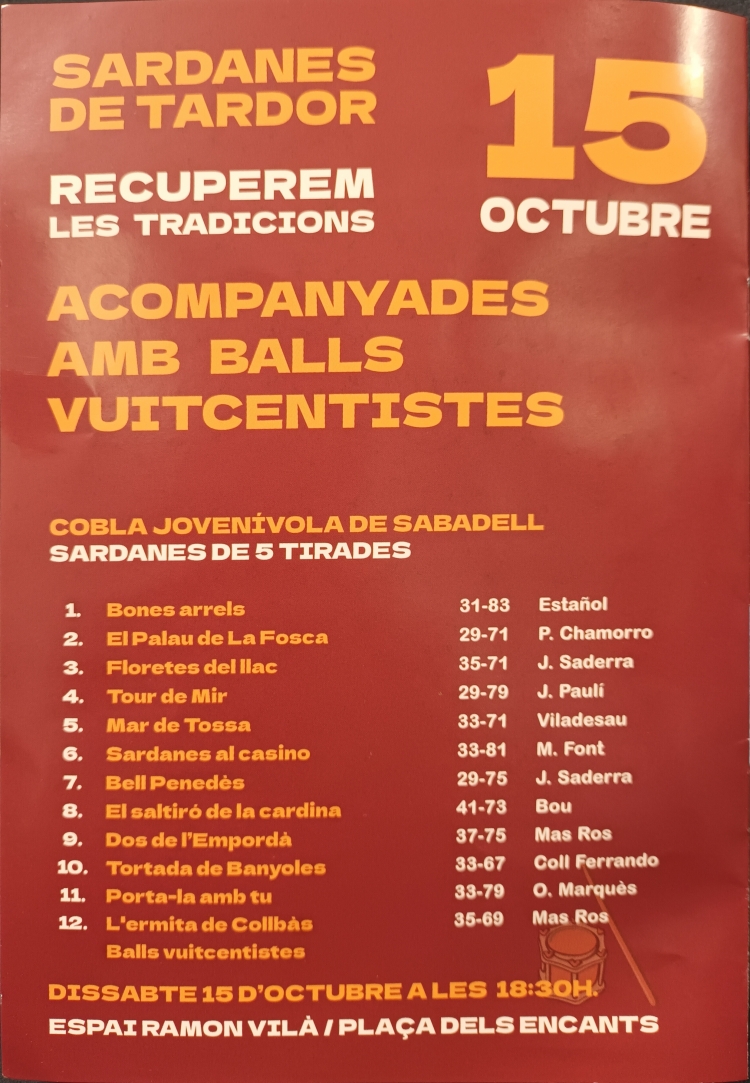 SARDANES
DE TARDOR
15
OCTUBRE
RECUPEREM
LES TRADICIONS
ACOMPANYADES
AMB BALLS
VUITCENTISTES
COBLA JOVENÍVOLA DE SABADELL
SARDANES DE 5 TIRADES
1. Bones arrels 31-83 Estañol
2. El Palau de La Fosca 29-71 P. Chamorro
3. Floretes del llac 35-71 J. Saderra
4. Tour de Mir 29-79 J. Paulí
5. Mar de Tossa 33-71 Viladesau
6. Sardanes al casino 33-81 M. Font
7. Bell Penedès 29-75 J. Saderra
8. El saltiró de la cardina 41-73 Bou
9. Dos de l'Empordà 37-75 Mas Ros
10. Tortada de Banyoles 33-67 Coll Ferrando
11. Porta-la amb tu 33-79 O. Marquès
12. L'ermita de Collbàs 35-69 Mas Ros
Balls vuitcentistes
DISSABTE 15 D'OCTUBRE A LES 18:30H.
ESPAI RAMON VILÀ / PLAÇA DELS ENCANTS